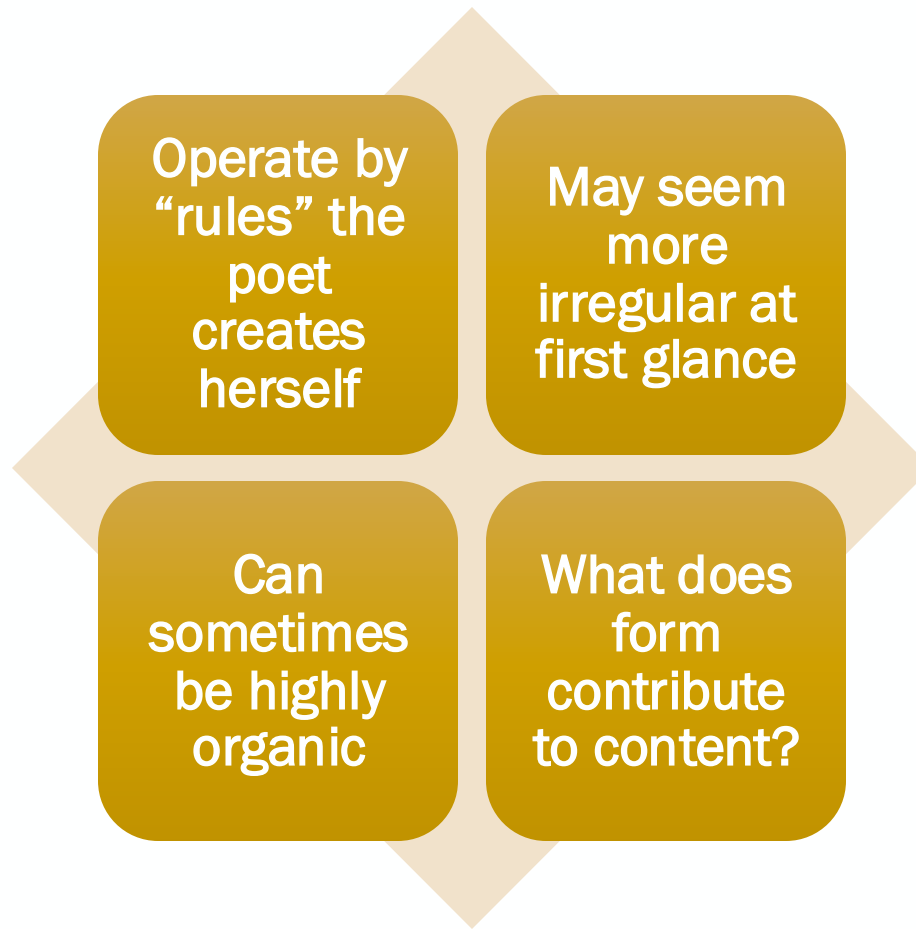 Operate by
“rules” the
poet
creates
herself
May seem
more
irregular at
first glance
Can
sometimes
be highly
organic
What does
form
contribute
to content?